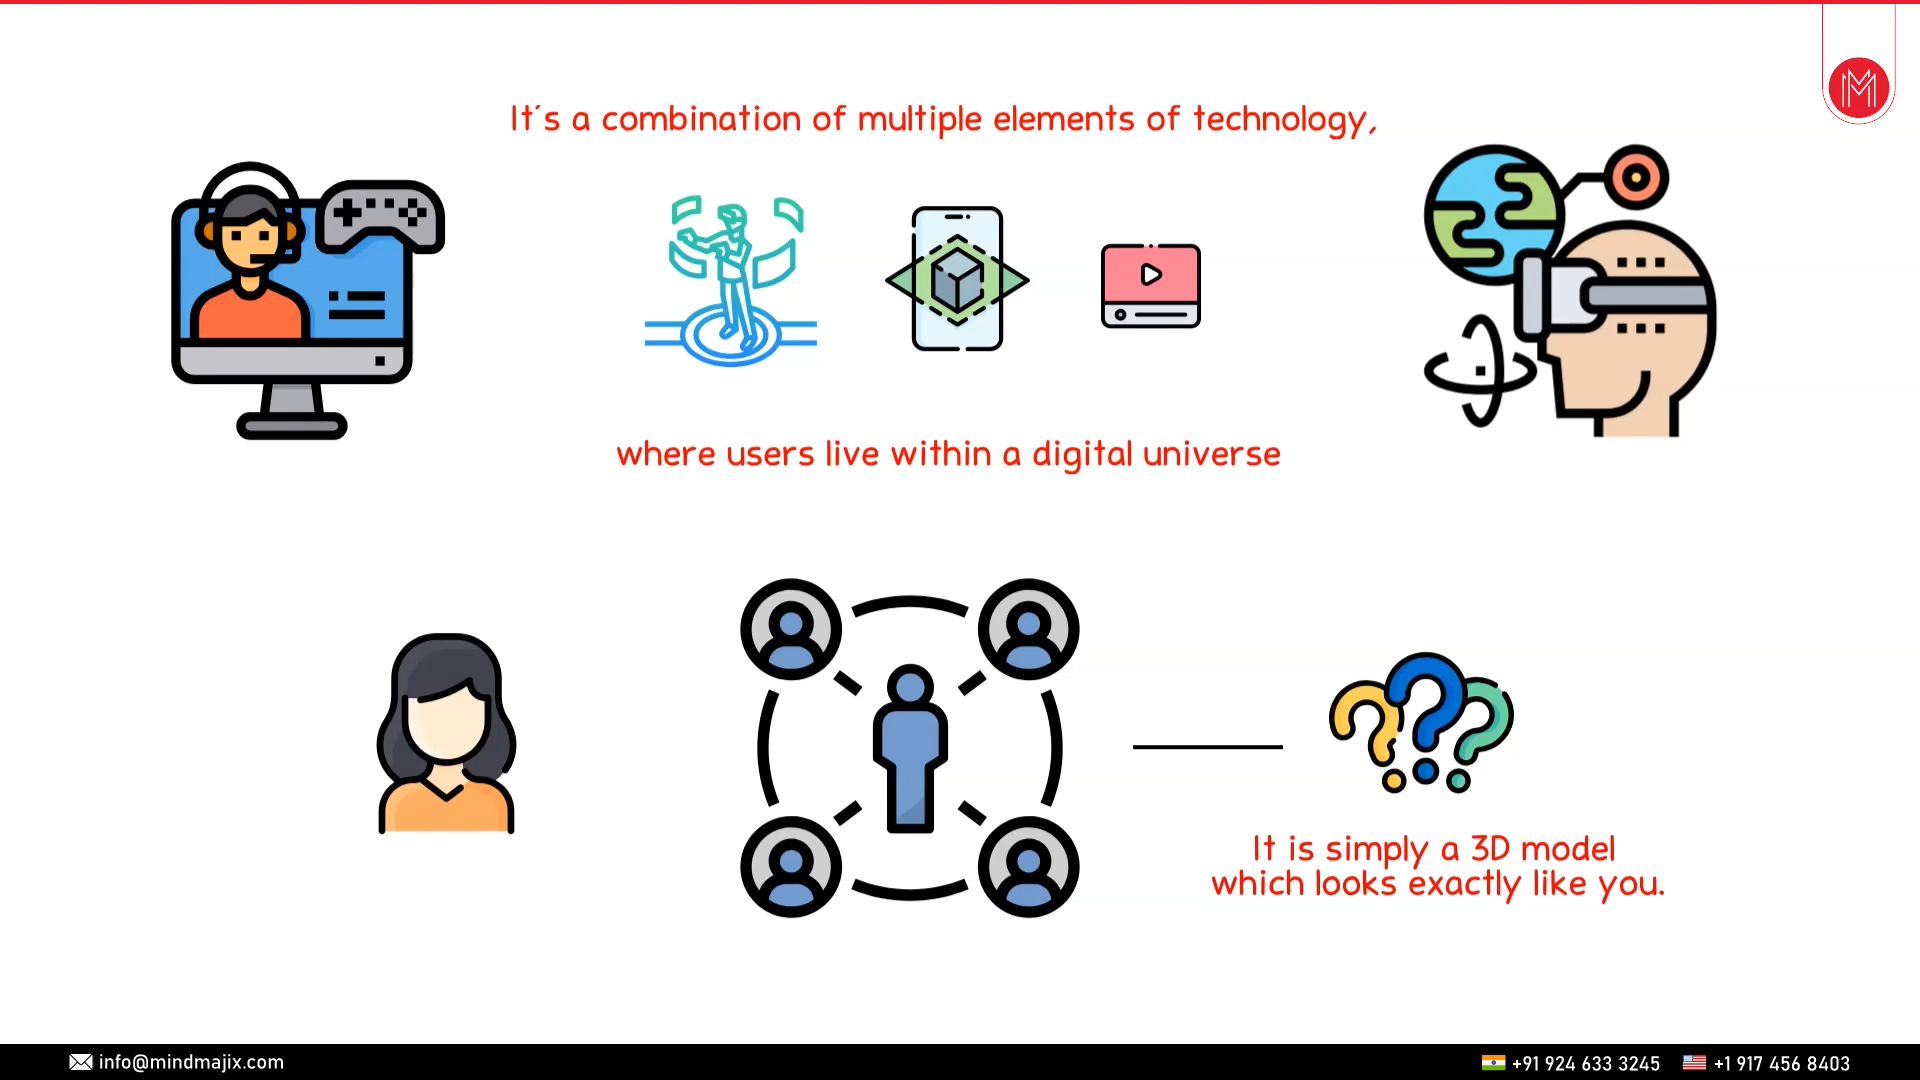 It´s a combination of multiple elements of technology,
where users live within a digital universe
It is simply a 3D model
which looks exactly like you.
info@mindmajix.com
+91 924 633 3245
+1 917 456 8403